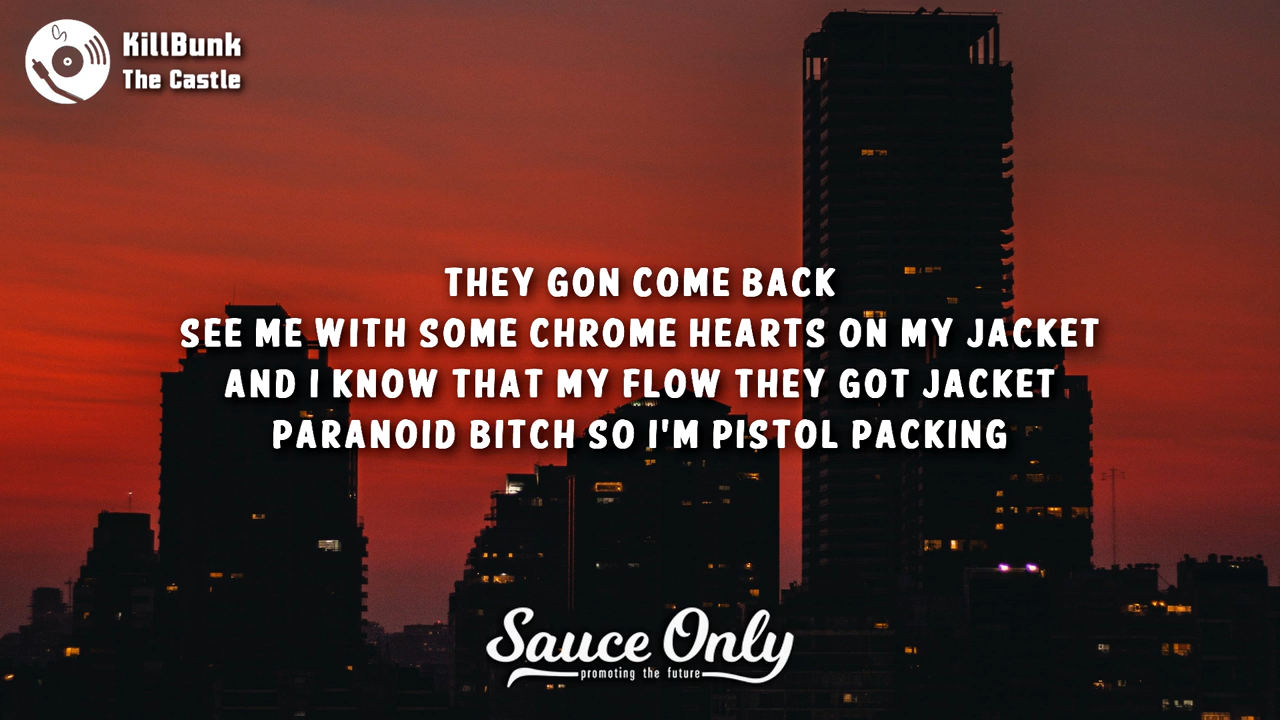 KillBunk
The Castle
THEY GON COME BACK
SEE ME WITH SOME CHROME HEARTS ON MY JACKET
AND I KNOW THAT MY FLOW THEY GOT JACKET
PARANOID BITCH SO I'M PISTOL PACKING
Sauce Only
promoting the future